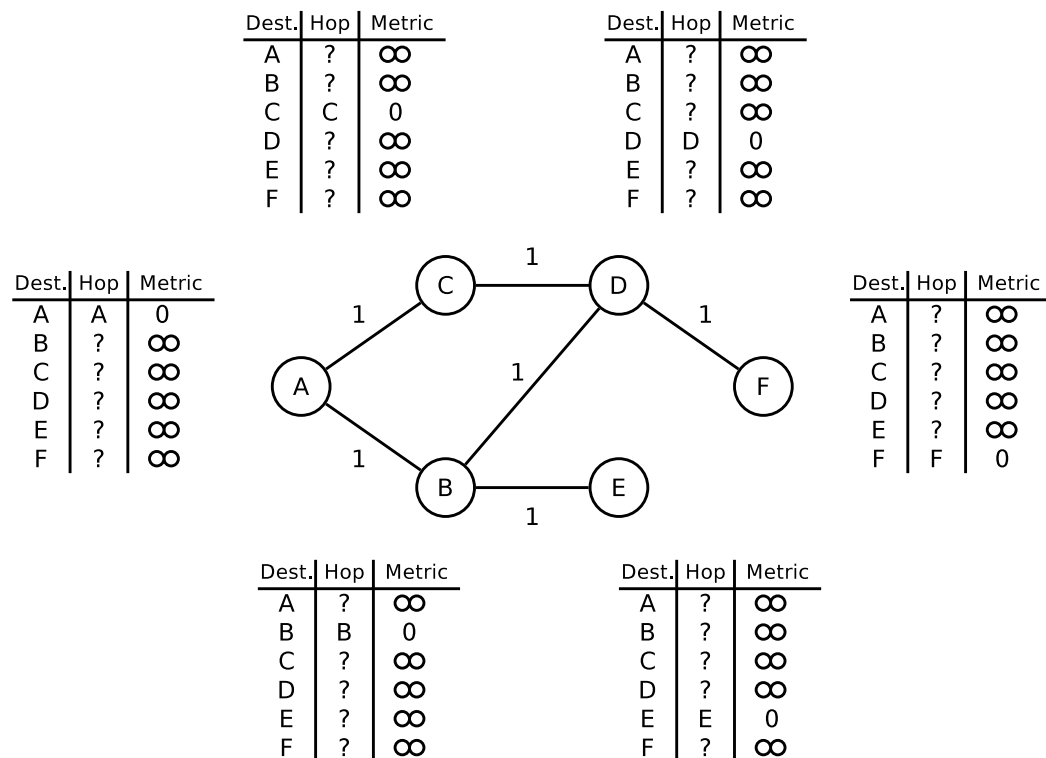 Dest. Hop Metric
A ? ∞
B ? ∞
C C 0
D ? ∞
E ? ∞
F ? ∞
Dest. Hop Metric
A ? ∞
B ? ∞
C ? ∞
D D 0
E ? ∞
F ? ∞
Dest. Hop Metric
A A 0
B ? ∞
C ? ∞
D ? ∞
E ? ∞
F ? ∞
1
C D
1 1
A 1 F
1
B E
1
Dest. Hop Metric
A ? ∞
B ? ∞
C ? ∞
D ? ∞
E ? ∞
F F 0
Dest. Hop Metric
A ? ∞
B B 0
C ? ∞
D ? ∞
E ? ∞
F ? ∞
Dest. Hop Metric
A ? ∞
B ? ∞
C ? ∞
D ? ∞
E E 0
F ? ∞